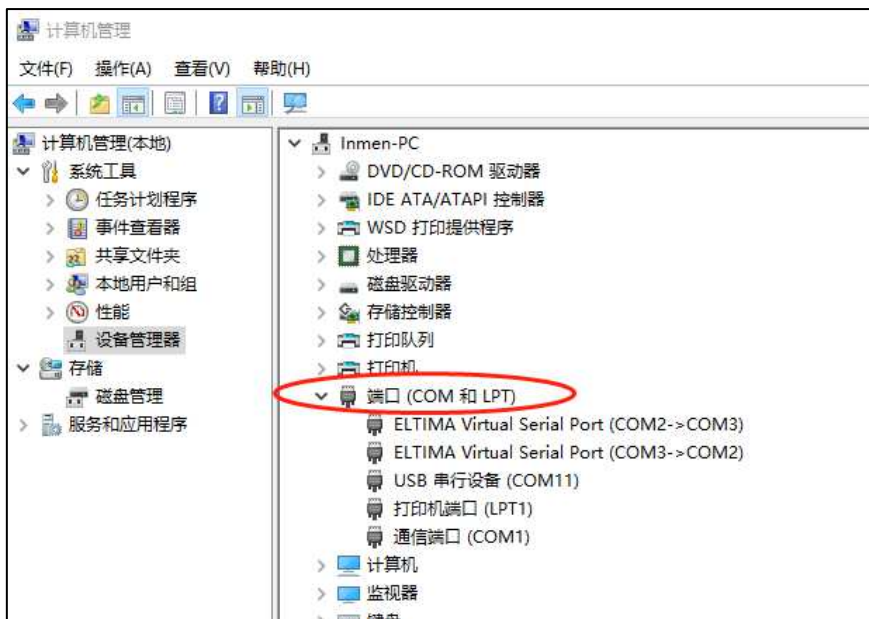 计算机管理
文件(F) 操作(A) 查看(V) 帮助(H)
计算机管理(本地)
系统工具
任务计划程序
事件查看器
共享文件夹
本地用户和组
性能
设备管理器
存储
磁盘管理
服务和应用程序
Inmen-PC
DVD/CD-ROM 驱动器
IDE ATA/ATAPI 控制器
WSD 打印提供程序
处理器
磁盘驱动器
存储控制器
打印队列
打印机
端口 (COM 和 LPT)
ELTIMA Virtual Serial Port (COM2->COM3)
ELTIMA Virtual Serial Port (COM3->COM2)
USB 串行设备 (COM11)
打印机端口 (LPT1)
通信端口 (COM1)
计算机
监视器